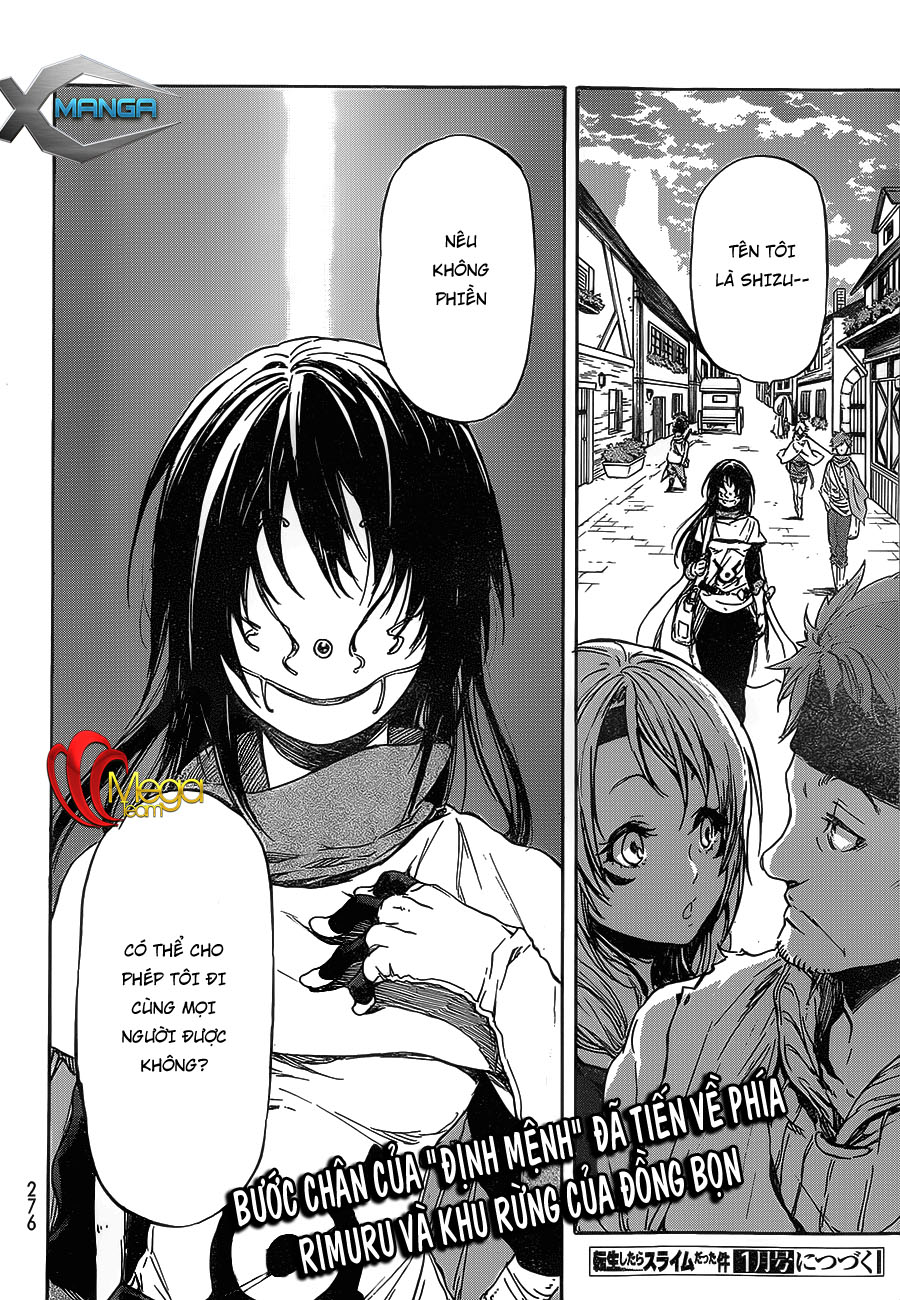 X MANGA
TÊN TÔI
LÀ SHIZU--
NÊU
KHÔNG
PHIỀN
CÓ THỂ CHO
PHÉP TÔI ĐI
CÙNG MỌI
NGƯỜI ĐƯỢC
KHÔNG?
Mega
Team
BƯỚC CHÂN CỦA "ĐỊNH MỆNH" ĐÃ TIẾN VỀ PHÍA
RIMURU VÀ KHU RỪNG CỦA ĐỒNG BỌN
転生したらスライムだった件 1月号につづく
276